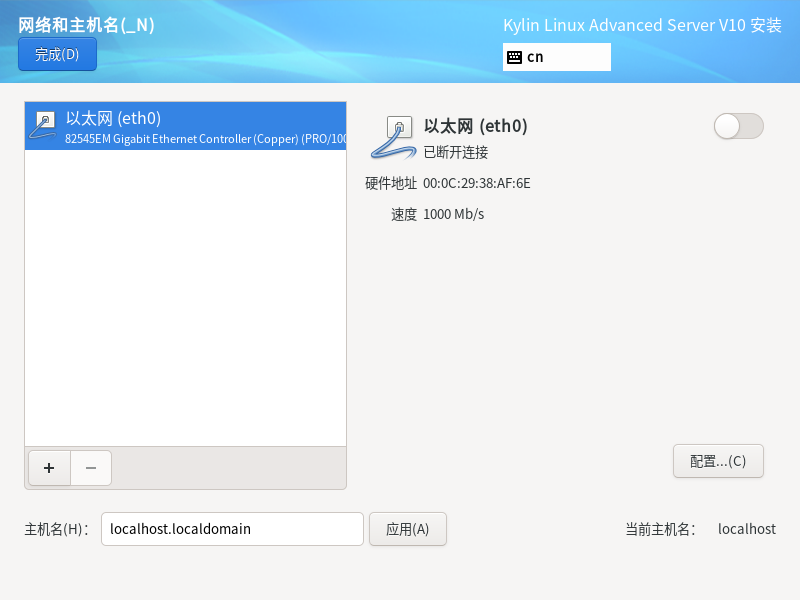 网络和主机名(_N)
Kylin Linux Advanced Server V10 安装
完成(D)
cn
以太网 (eth0)
82545EM Gigabit Ethernet Controller (Copper) (PRO/100
以太网 (eth0)
已断开连接
硬件地址 00:0C:29:38:AF:6E
速度 1000 Mb/s
+ −
配置...(C)
主机名(H)： localhost.localdomain 应用(A) 当前主机名： localhost